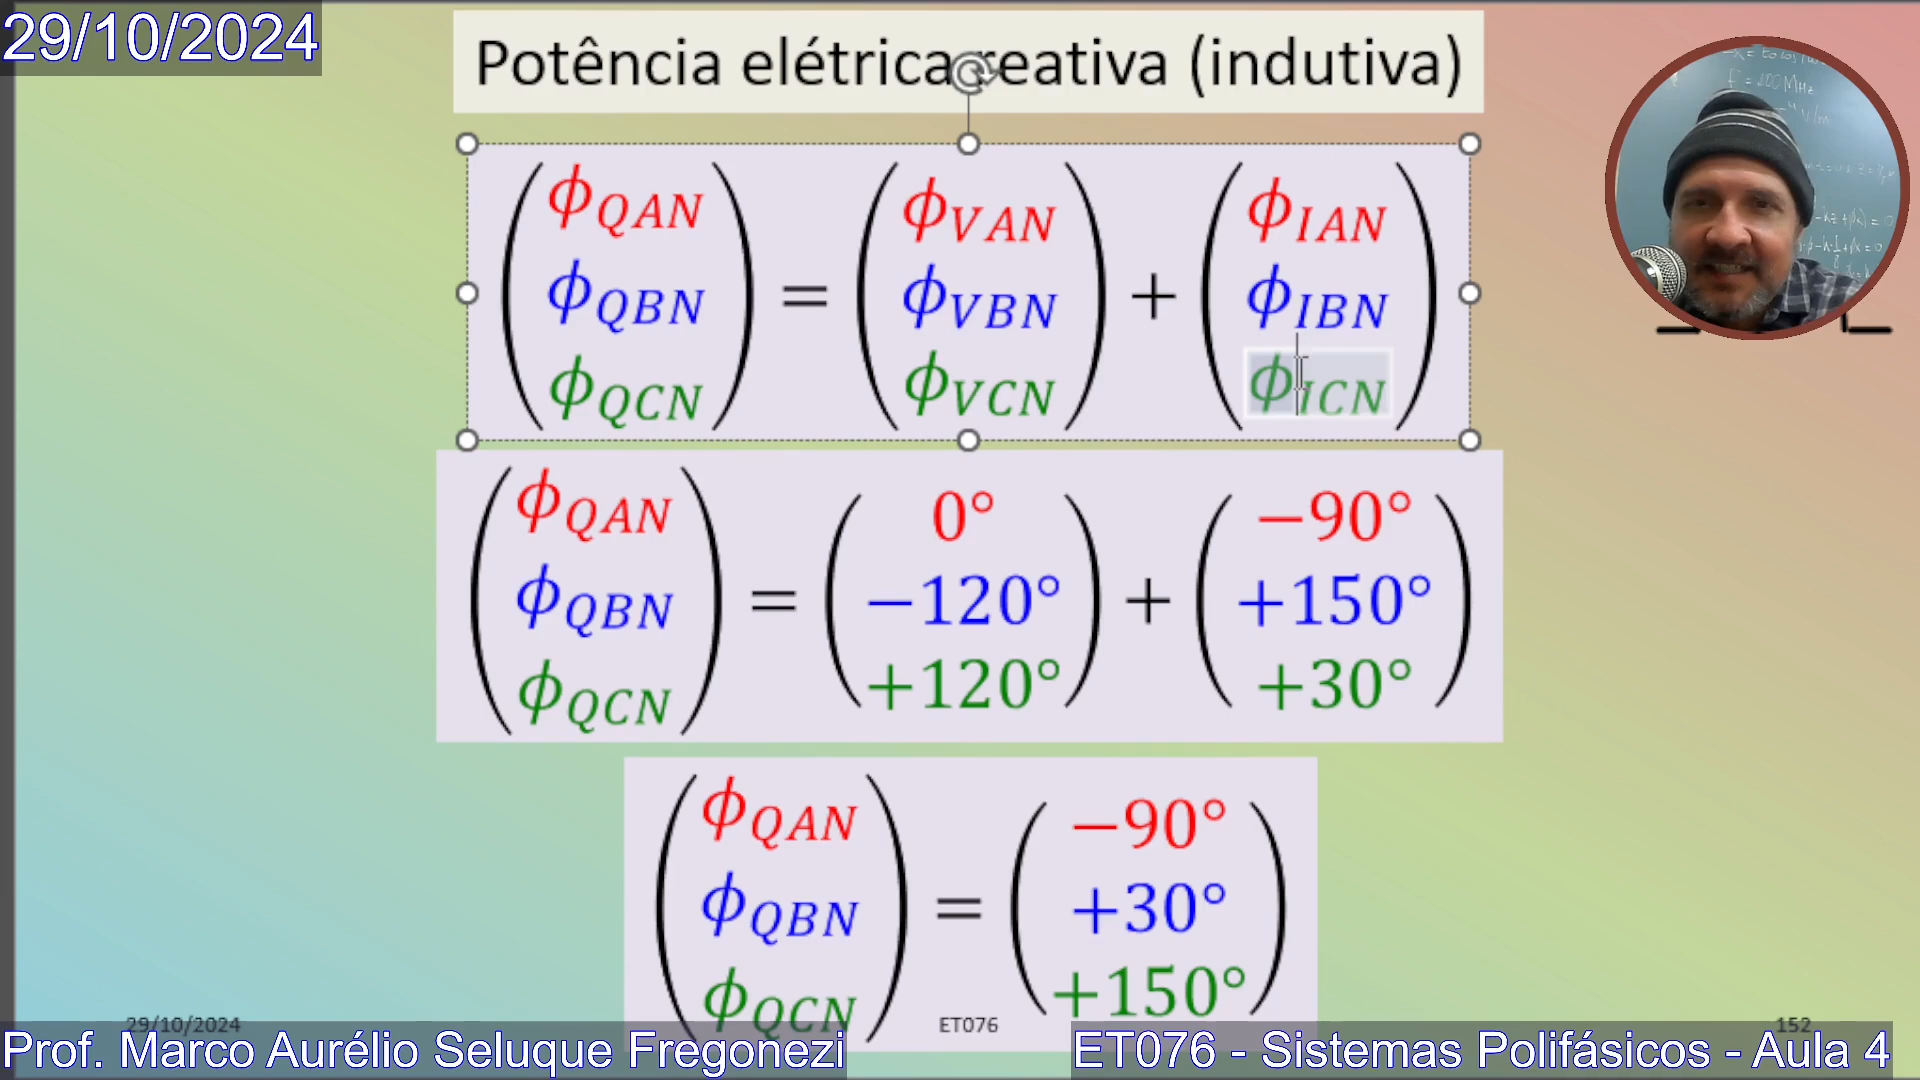 29/10/2024
Potência elétrica reativa (indutiva)
ϕQAN ϕVAN ϕIAN
ϕQBN = ϕVBN + ϕIBN
ϕQCN ϕVCN ϕICN
ϕQAN 0° −90°
ϕQBN = −120° + +150°
ϕQCN +120° +30°
ϕQAN −90°
ϕQBN = +30°
ϕQCN +150°
29/10/2024 ET076 152
Prof. Marco Aurélio Seluque Fregonezi ET076 - Sistemas Polifásicos - Aula 4